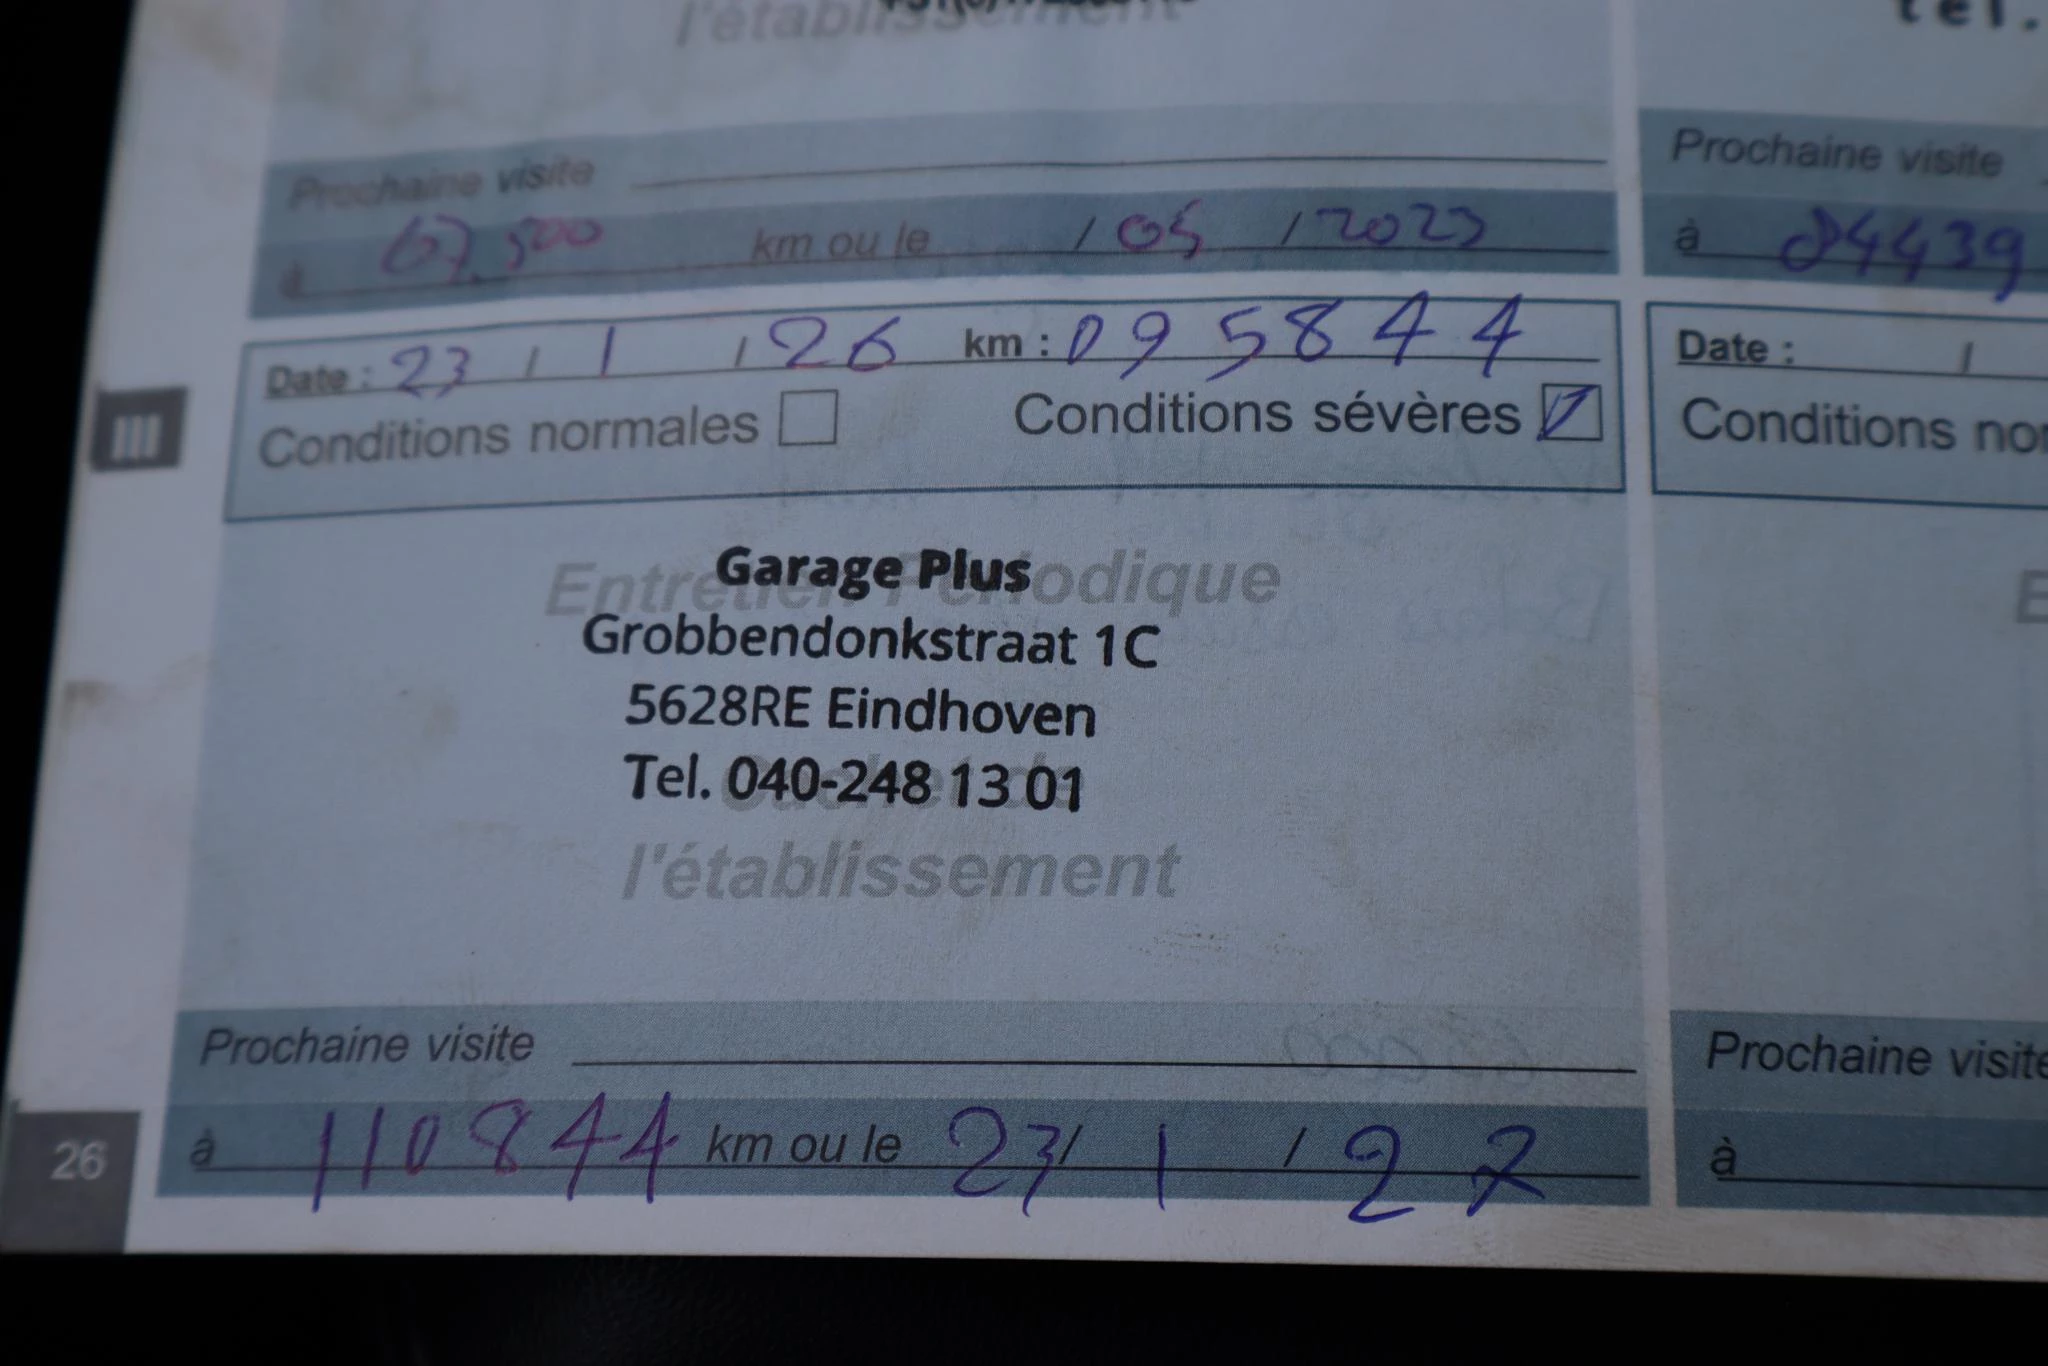 l'établissement
tel.
Prochaine visite
à 67.500 km ou le / 05 / 2023
Prochaine visite
à 84439
Date : 23 / 1 / 26 km : 095844
Conditions normales Conditions sévères
Date : /
Conditions
III
Entretien Périodique
Garage Plus
Grobbendonkstraat 1C
5628RE Eindhoven
Tel. 040-248 13 01
l'établissement
Prochaine visite
à 110844 km ou le 23 / 1 / 27
Prochaine visite
à
26